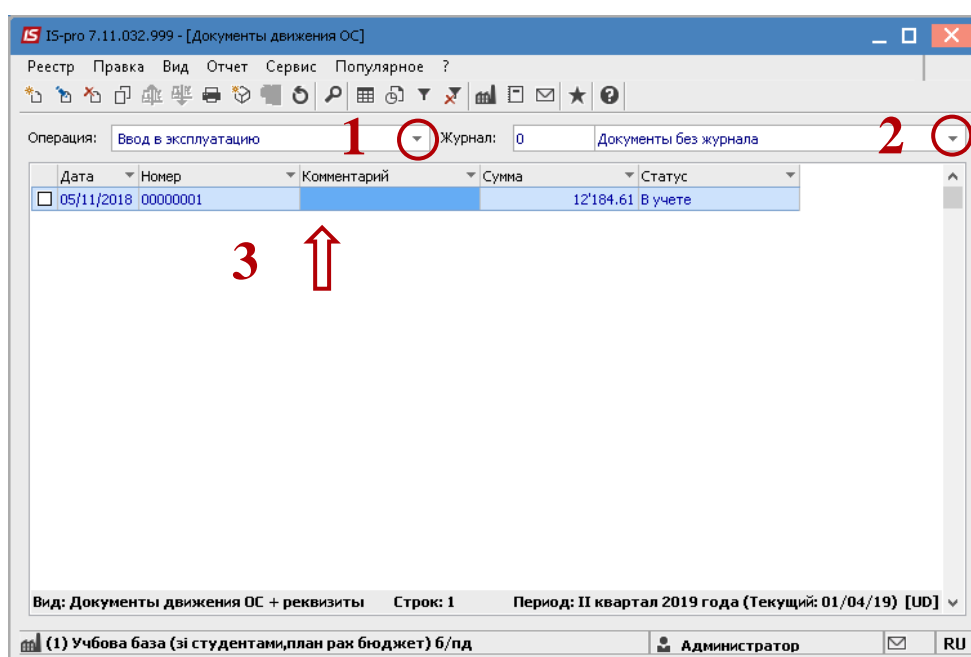 IS-pro 7.11.032.999 - [Документы движения ОС]
Реестр Правка Вид Отчет Сервис Популярное ?
Операция: Ввод в эксплуатацию 1 Журнал: 0 Документы без журнала 2
Дата Номер Комментарий Сумма Статус
05/11/2018 00000001 12'184.61 В учете
3
Вид: Документы движения ОС + реквизиты Строк: 1 Период: II квартал 2019 года (Текущий: 01/04/19) [UD]
(1) Учбова база (зі студентами,план рах бюджет) б/пд Администратор RU